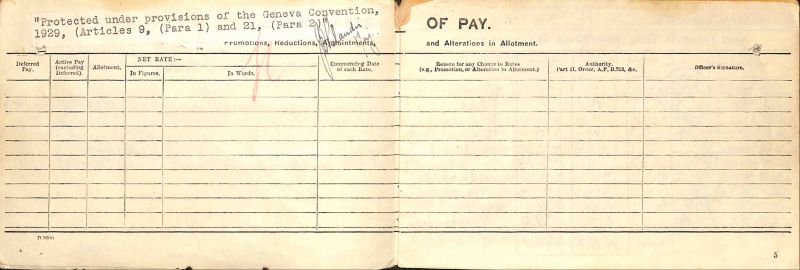 "Protected under provisions of the Geneva Convention,
1929, (Articles 9, (Para 1) and 21, (Para 2)"
Promotions, Reductions, Appointments,
OF PAY.
and Alterations in Allotment.
Deferred
Pay.
Active Pay
(excluding
Deferred).
Allotment.
NET RATE:—
In Figures.
In Words.
Commencing Date
of each Rate.
Reason for any Change in Rates
(e.g., Promotion, or Alteration in Allotment.)
Authority.
Part II. Order, A.F. B.213, &c.
Officer's Signature.
5